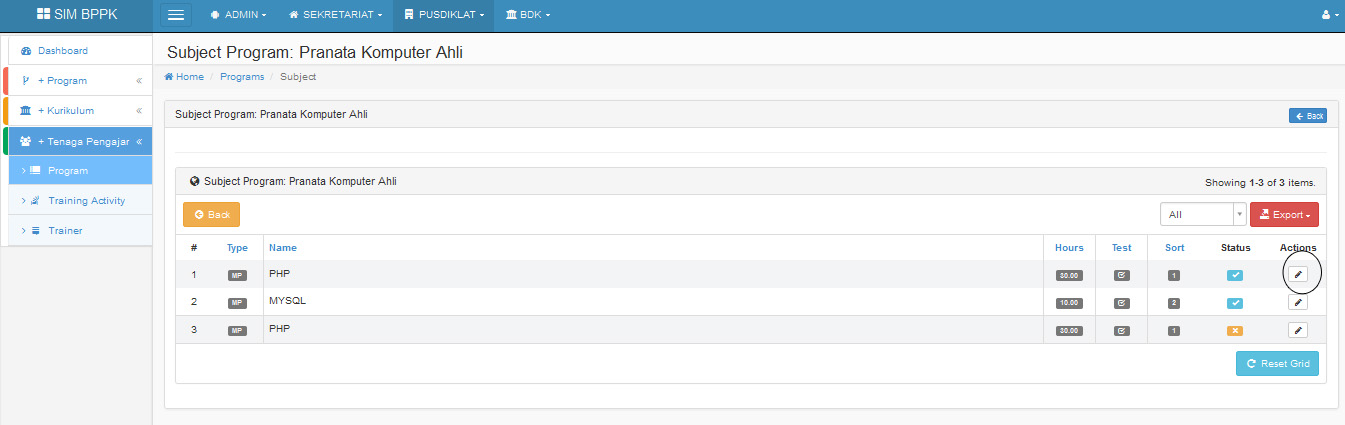 SIM BPPK ADMIN SEKRETARIAT PUSDIKLAT BDK
Dashboard
+ Program
+ Kurikulum
+ Tenaga Pengajar
Program
Training Activity
Trainer
Subject Program: Pranata Komputer Ahli
Home / Programs / Subject
Subject Program: Pranata Komputer Ahli Back
Subject Program: Pranata Komputer Ahli Showing 1-3 of 3 items.
Back All Export
# Type Name Hours Test Sort Status Actions
1 MP PHP 30.00 1
2 MP MYSQL 10.00 2
3 MP PHP 30.00 1
Reset Grid